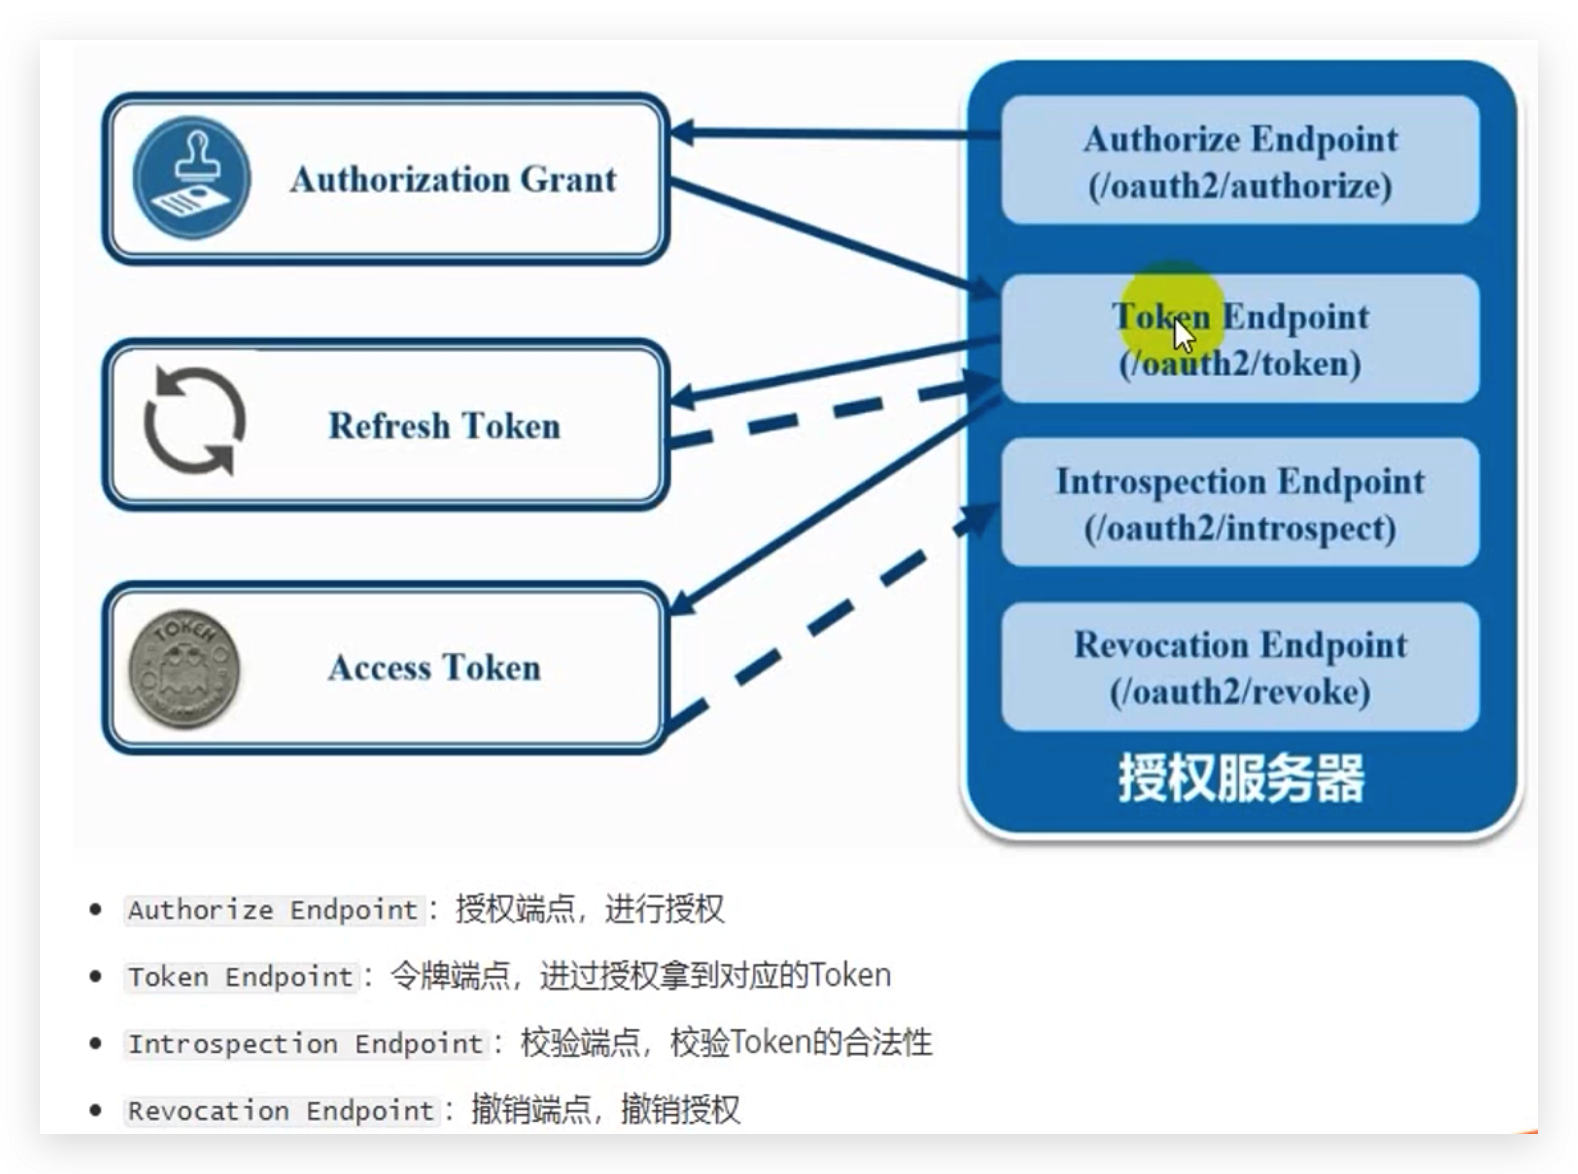 Authorization Grant
Refresh Token
TOKEN
Access Token
Authorize Endpoint
(/oauth2/authorize)
Token Endpoint
(/oauth2/token)
Introspection Endpoint
(/oauth2/introspect)
Revocation Endpoint
(/oauth2/revoke)
授权服务器
Authorize Endpoint：授权端点，进行授权
Token Endpoint：令牌端点，进过授权拿到对应的Token
Introspection Endpoint：校验端点，校验Token的合法性
Revocation Endpoint：撤销端点，撤销授权